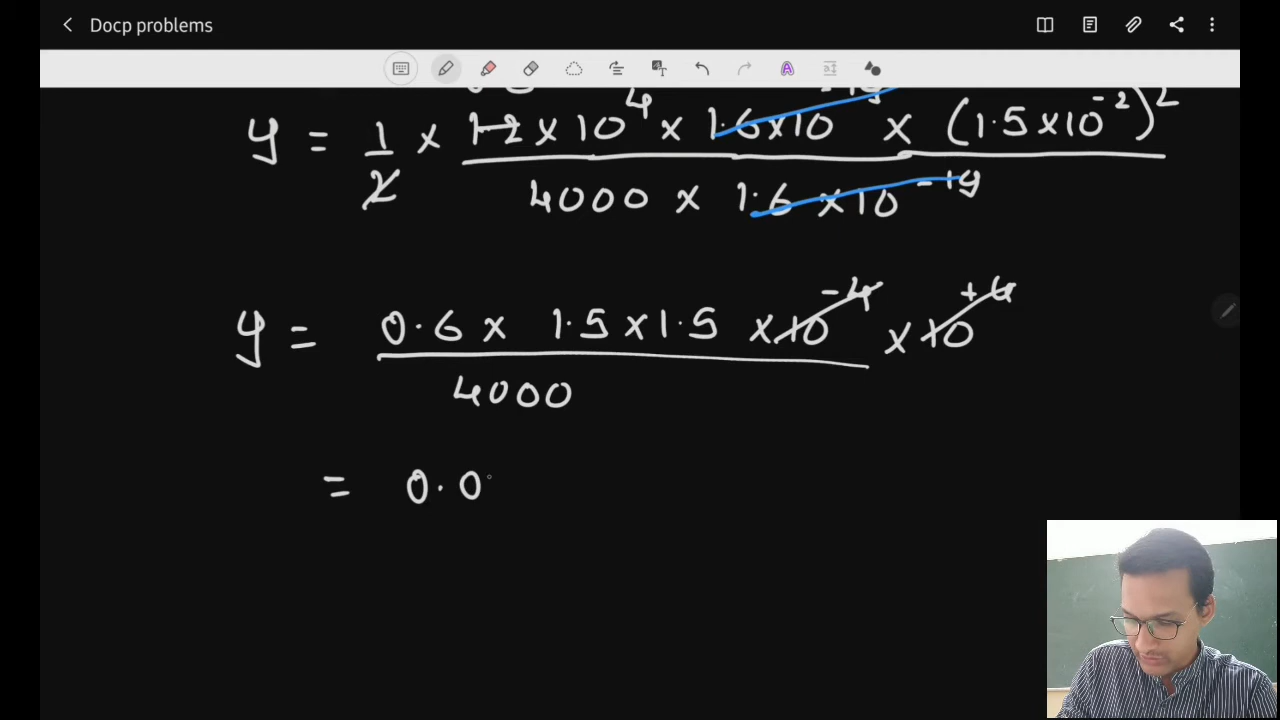 Docp problems
y = 1/2 × 1.2 × 10^4 × 1.6×10^-19 × (1.5×10^-2)^2
4000 × 1.6 ×10^-19
y = 0.6 × 1.5×1.5 ×10^-4 × 10^+4
4000
= 0.0